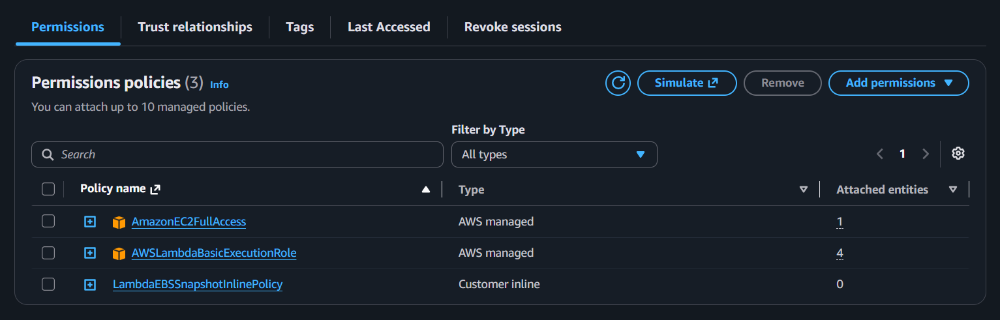 Permissions Trust relationships Tags Last Accessed Revoke sessions
Permissions policies (3) Info
Simulate Remove Add permissions
You can attach up to 10 managed policies.
Filter by Type
Search All types 1
Policy name Type Attached entities
AmazonEC2FullAccess AWS managed 1
AWSLambdaBasicExecutionRole AWS managed 4
LambdaEBSSnapshotInlinePolicy Customer inline 0